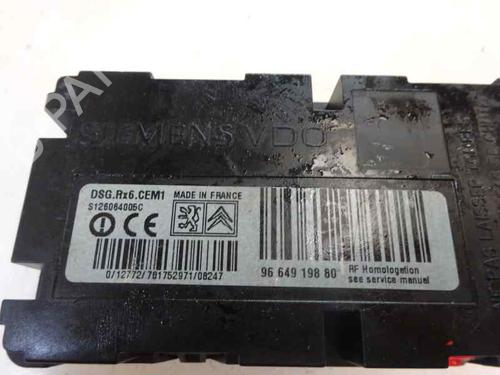 SIEMENS VDO
DSG.Rx6.CEM1 MADE IN FRANCE
S126064005C
CE
0/12772/781752971/08247
96 649 198 80
RF Homologation
see service manual